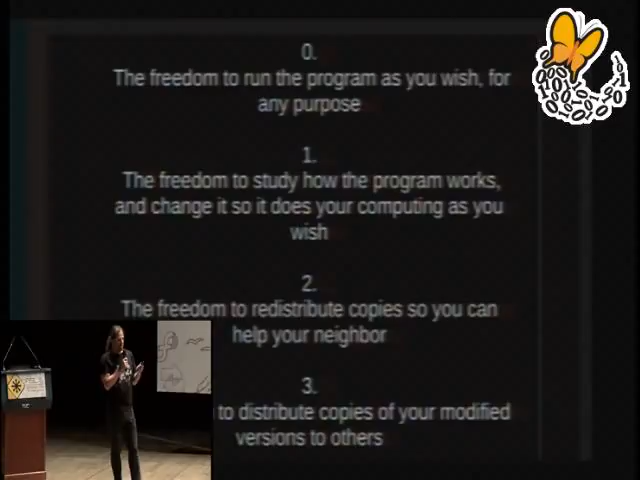 0.
The freedom to run the program as you wish, for
any purpose
1.
The freedom to study how the program works,
and change it so it does your computing as you
wish
2.
The freedom to redistribute copies so you can
help your neighbor
3.
to distribute copies of your modified
versions to others